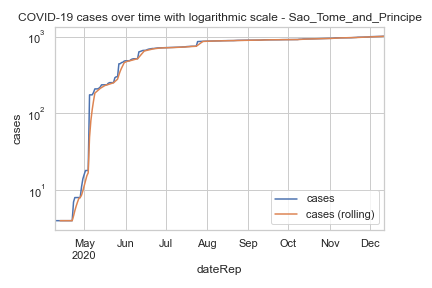 COVID-19 cases over time with logarithmic scale - Sao_Tome_and_Principe
10³
10²
10¹
cases
cases
cases (rolling)
May Jun Jul Aug Sep Oct Nov Dec
2020
dateRep